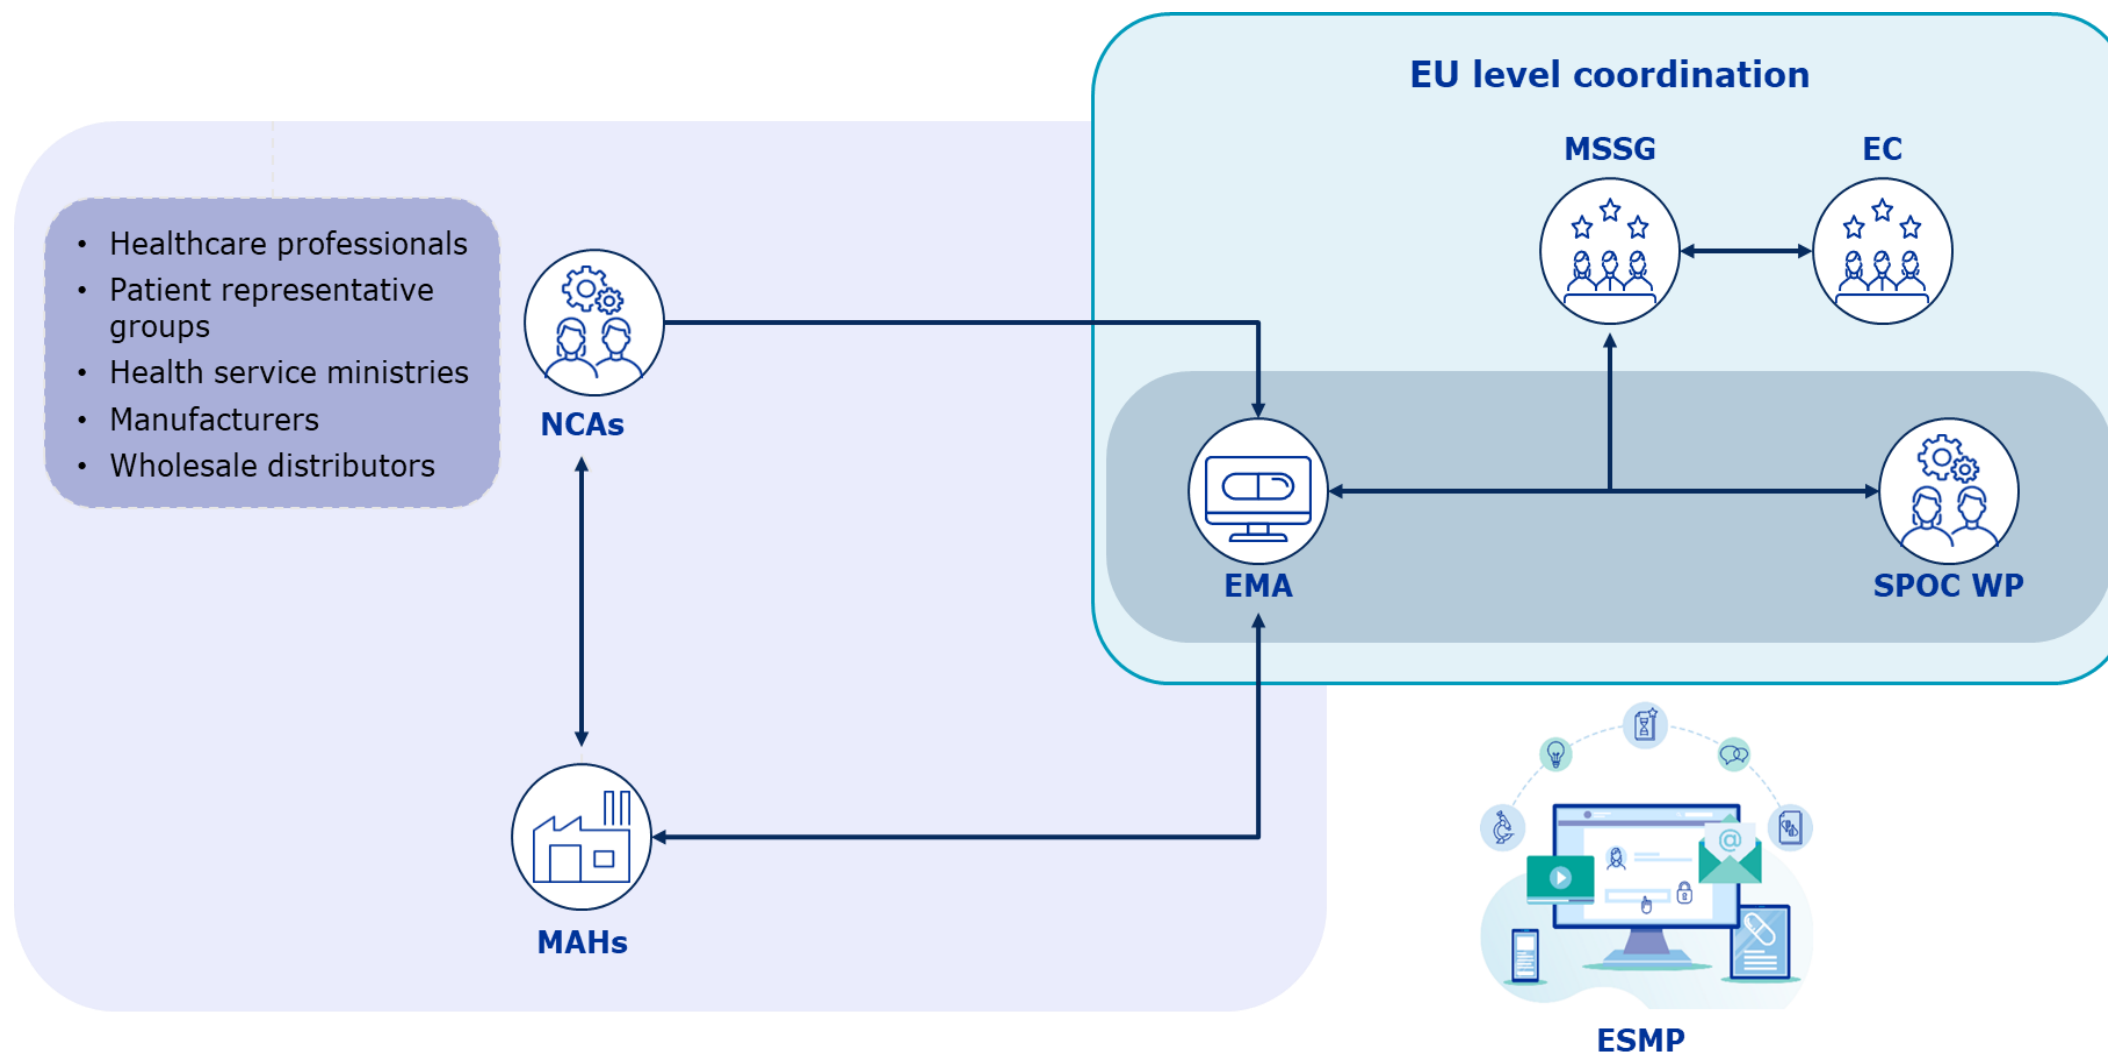 EU level coordination
MSSG
EC
• Healthcare professionals
• Patient representative
groups
• Health service ministries
• Manufacturers
• Wholesale distributors
NCAs
EMA
SPOC WP
MAHs
@
ESMP